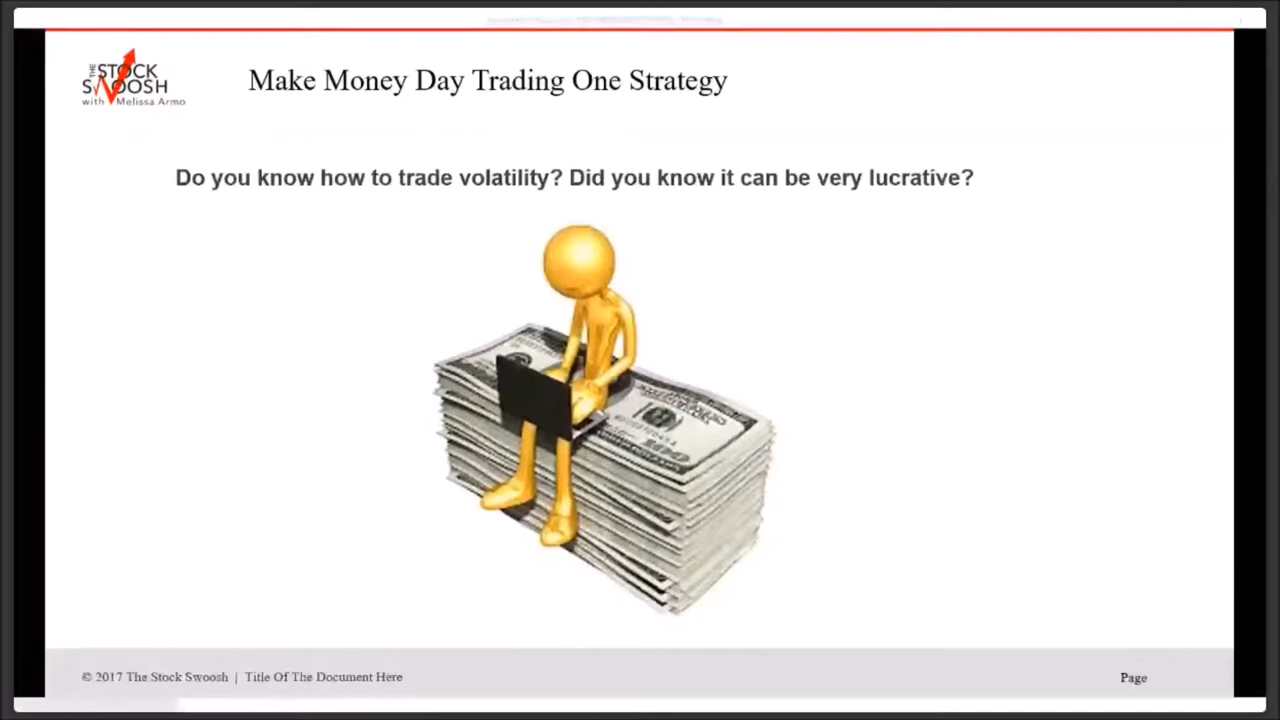 THE STOCK
SWOOSH
with Melissa Armo
Make Money Day Trading One Strategy
Do you know how to trade volatility? Did you know it can be very lucrative?
100
© 2017 The Stock Swoosh | Title Of The Document Here
Page